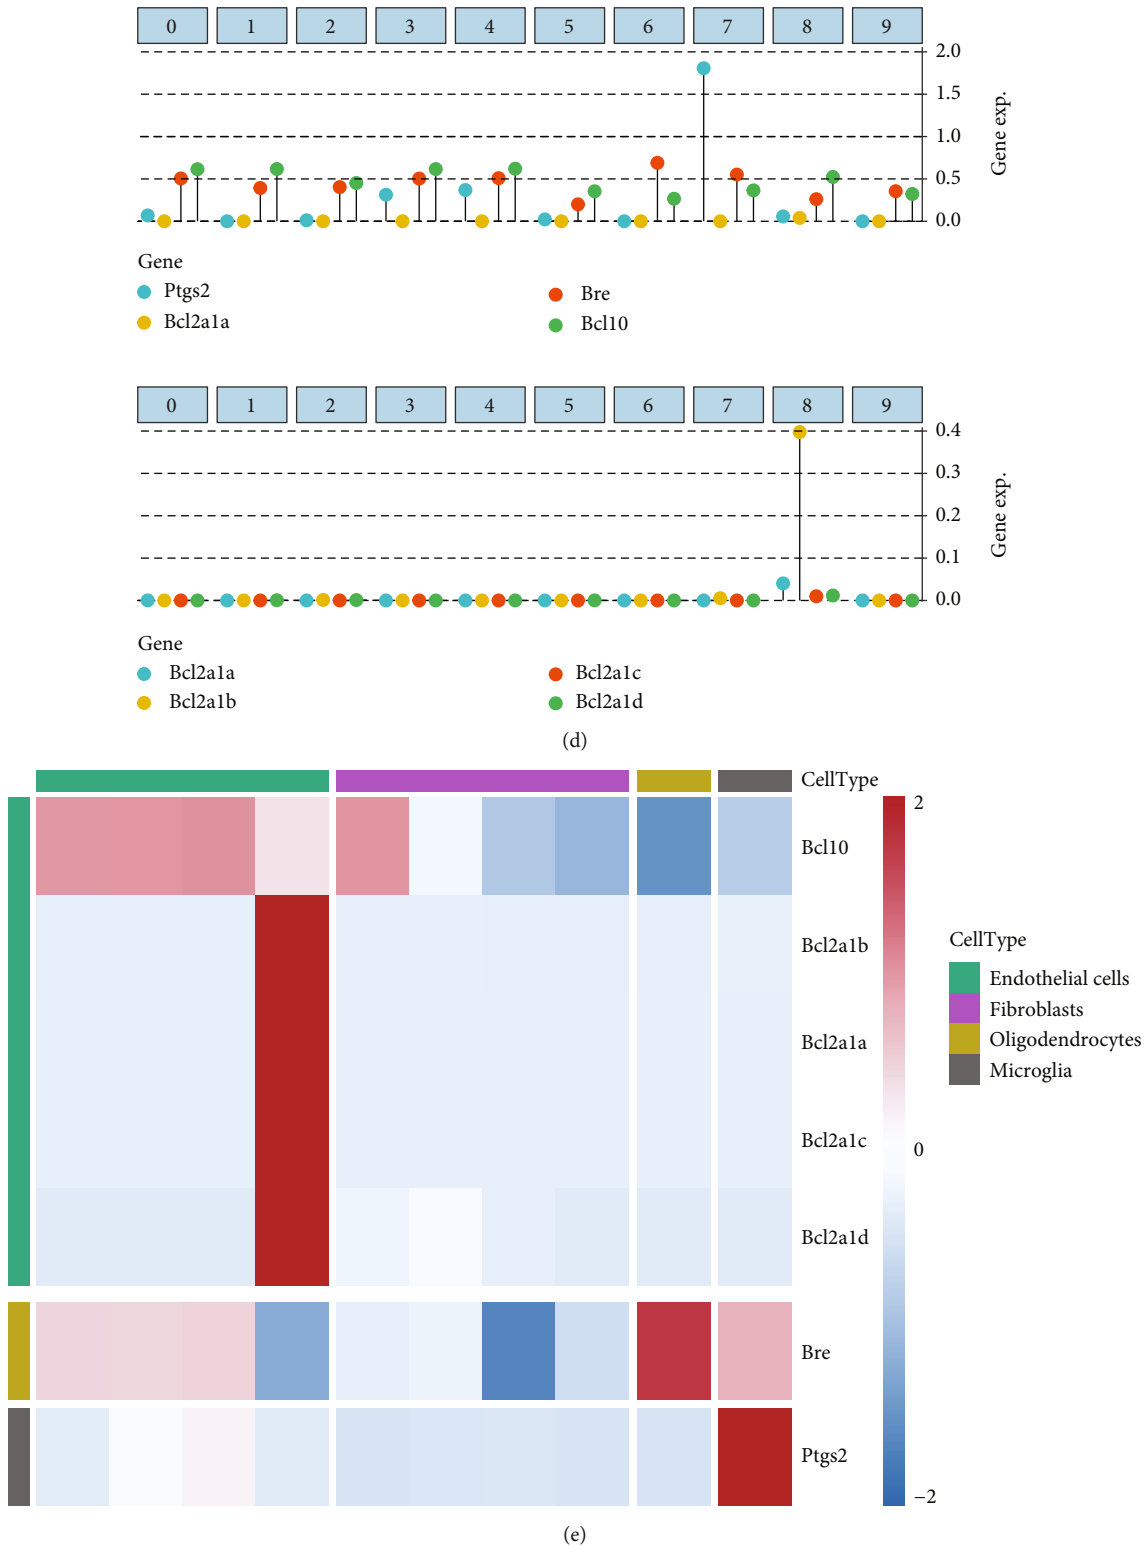 0 1 2 3 4 5 6 7 8 9
2.0
1.5
1.0
0.5
0.0
Gene exp.
Gene
Ptgs2
Bre
Bcl2a1a
Bcl10
0 1 2 3 4 5 6 7 8 9
0.4
0.3
0.2
0.1
0.0
Gene exp.
Gene
Bcl2a1a
Bcl2a1c
Bcl2a1b
Bcl2a1d
(d)
CellType
Bcl10
Bcl2a1b
Bcl2a1a
Bcl2a1c
Bcl2a1d
Bre
Ptgs2
2
0
−2
CellType
Endothelial cells
Fibroblasts
Oligodendrocytes
Microglia
(e)